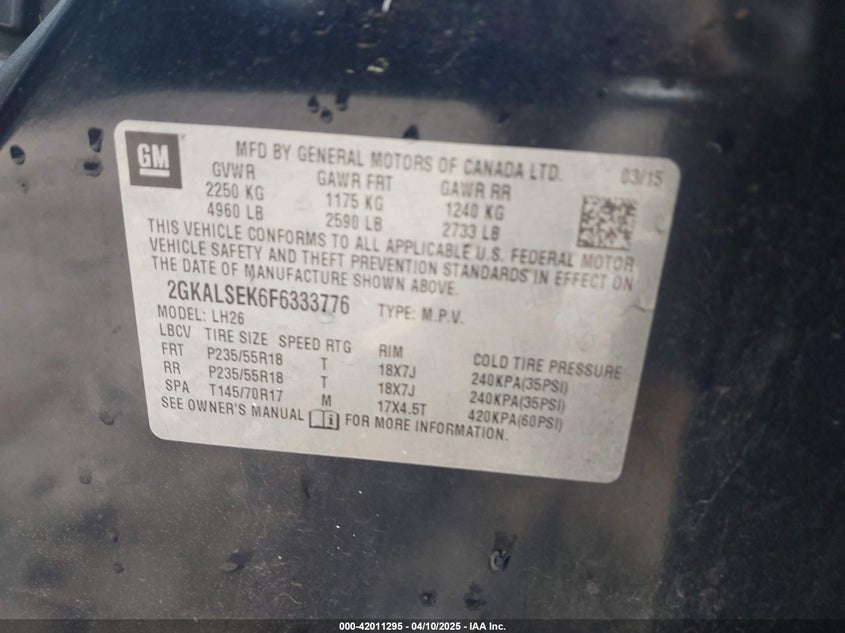 GM
MFD BY GENERAL MOTORS OF CANADA LTD. 03/15
GVWR GAWR FRT GAWR RR
2250 KG 1175 KG 1240 KG
4960 LB 2590 LB 2733 LB
THIS VEHICLE CONFORMS TO ALL APPLICABLE U.S. FEDERAL MOTOR
VEHICLE SAFETY AND THEFT PREVENTION STANDARDS IN EFFECT ON
THE DATE OF MANUFACTURE SHOWN ABOVE.
2GKALSEK6F6333776 TYPE: M.P.V.
MODEL: LH26
LBCV TIRE SIZE SPEED RTG RIM COLD TIRE PRESSURE
FRT P235/55R18 T 18X7J 240KPA(35PSI)
RR P235/55R18 T 18X7J 240KPA(35PSI)
SPA T145/70R17 M 17X4.5T 420KPA(60PSI)
SEE OWNER'S MANUAL FOR MORE INFORMATION.
000-42011295 - 04/10/2025 - IAA Inc.